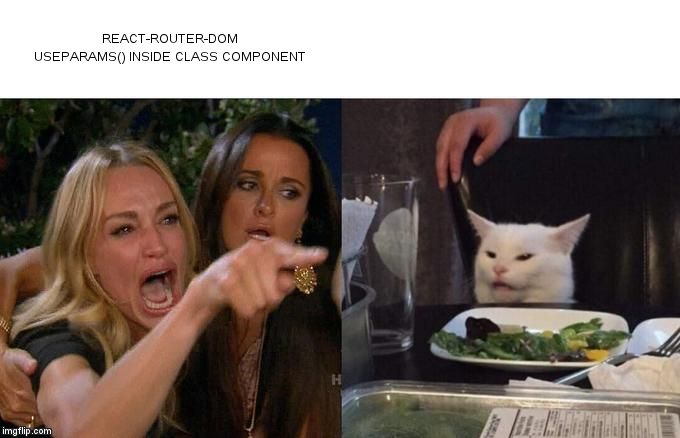 REACT-ROUTER-DOM
USEPARAMS() INSIDE CLASS COMPONENT
imgflip.com